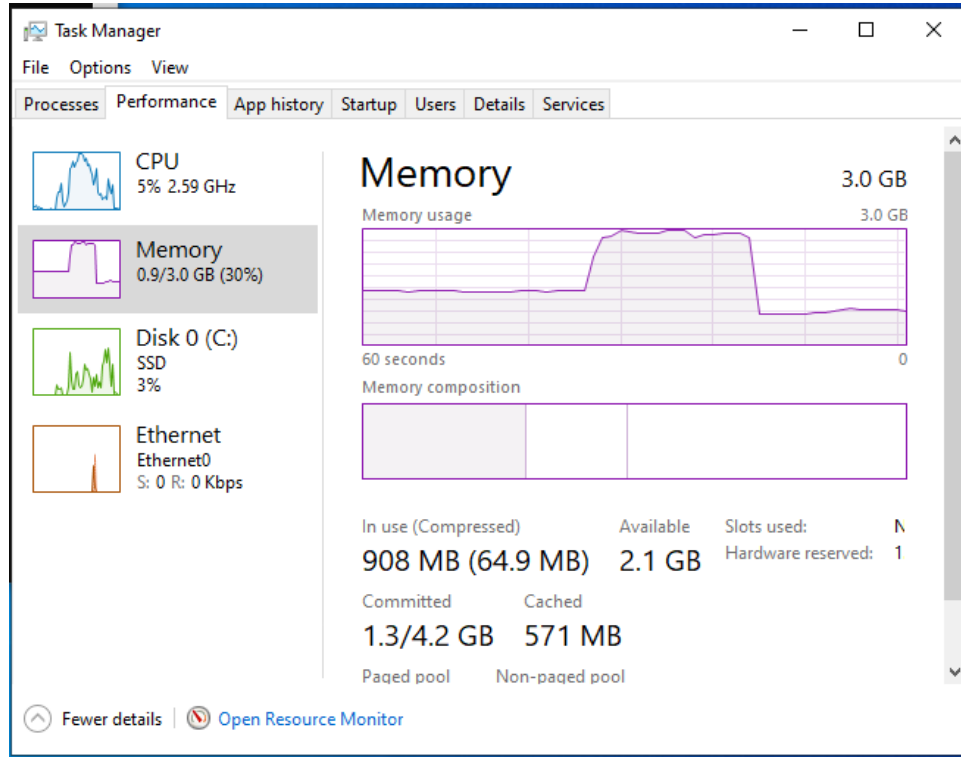 Task Manager
File Options View
Processes Performance App history Startup Users Details Services
CPU
5% 2.59 GHz
Memory
0.9/3.0 GB (30%)
Disk 0 (C:)
SSD
3%
Ethernet
Ethernet0
S: 0 R: 0 Kbps
Memory 3.0 GB
Memory usage 3.0 GB
60 seconds 0
Memory composition
In use (Compressed) Available Slots used: N
908 MB (64.9 MB) 2.1 GB Hardware reserved: 1
Committed Cached
1.3/4.2 GB 571 MB
Paged pool Non-paged pool
Fewer details Open Resource Monitor